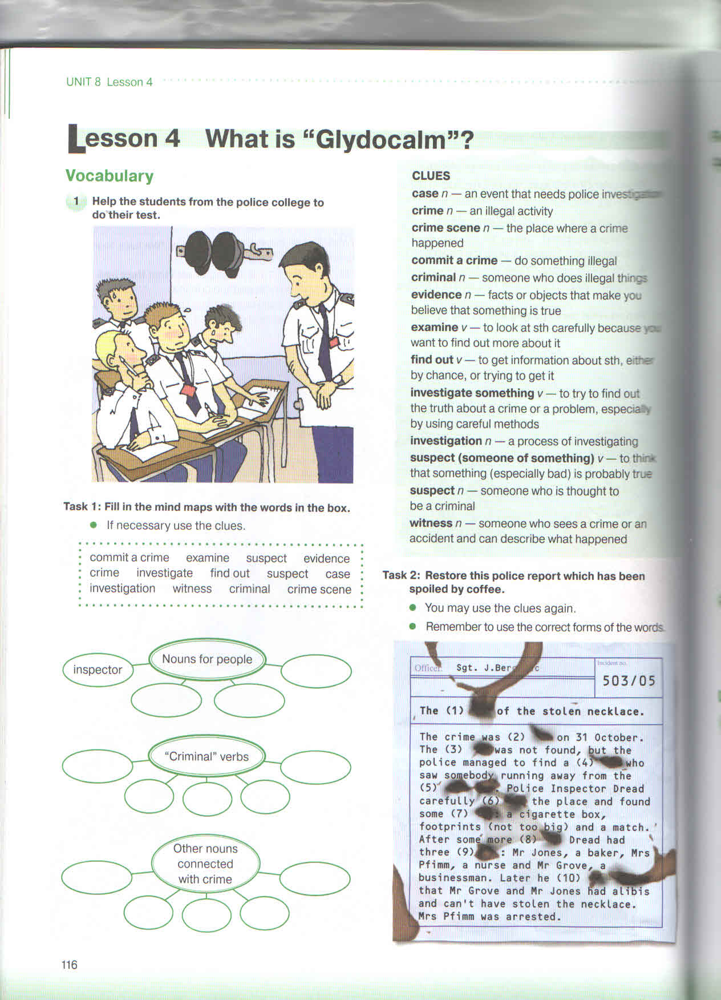 UNIT 8 Lesson 4
Lesson 4 What is “Glydocalm”?
Vocabulary
1 Help the students from the police college to
do their test.
Task 1: Fill in the mind maps with the words in the box.
● If necessary use the clues.
commit a crime examine suspect evidence
crime investigate find out suspect case
investigation witness criminal crime scene
Nouns for people
inspector
“Criminal” verbs
Other nouns
connected
with crime
116
CLUES
case n — an event that needs police investigation
crime n — an illegal activity
crime scene n — the place where a crime
happened
commit a crime — do something illegal
criminal n — someone who does illegal things
evidence n — facts or objects that make you
believe that something is true
examine v — to look at sth carefully because you
want to find out more about it
find out v — to get information about sth, either
by chance, or trying to get it
investigate something v — to try to find out
the truth about a crime or a problem, especially
by using careful methods
investigation n — a process of investigating
suspect (someone of something) v — to think
that something (especially bad) is probably true
suspect n — someone who is thought to
be a criminal
witness n — someone who sees a crime or an
accident and can describe what happened
Task 2: Restore this police report which has been
spoiled by coffee.
● You may use the clues again.
● Remember to use the correct forms of the words.
Officer: Sgt. J.Ber
Incident no.
503/05
The (1) of the stolen necklace.
The crime was (2) on 31 October.
The (3) was not found, but the
police managed to find a (4) who
saw somebody running away from the
(5) . Police Inspector Dread
carefully (6) the place and found
some (7) : a cigarette box,
footprints (not too big) and a match.
After some more (8) Dread had
three (9) : Mr Jones, a baker, Mrs
Pfimm, a nurse and Mr Grove, a
businessman. Later he (10)
that Mr Grove and Mr Jones had alibis
and can't have stolen the necklace.
Mrs Pfimm was arrested.